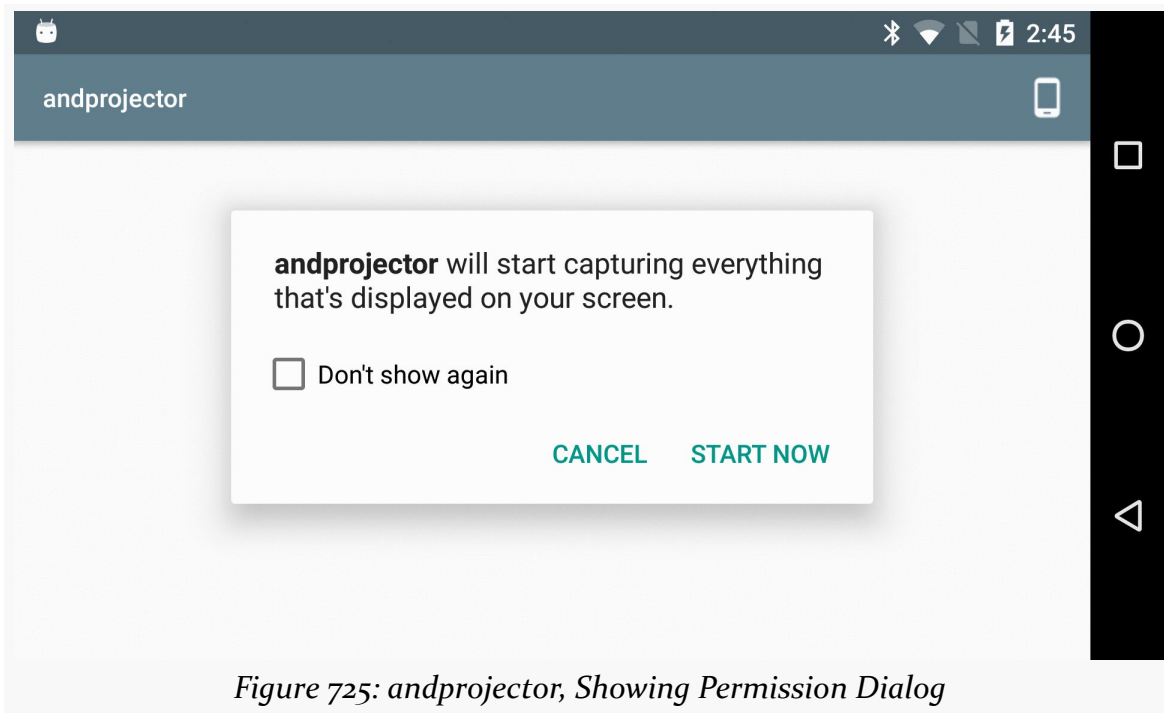 2:45
andprojector
andprojector will start capturing everything
that's displayed on your screen.
Don't show again
CANCEL START NOW
Figure 725: andprojector, Showing Permission Dialog